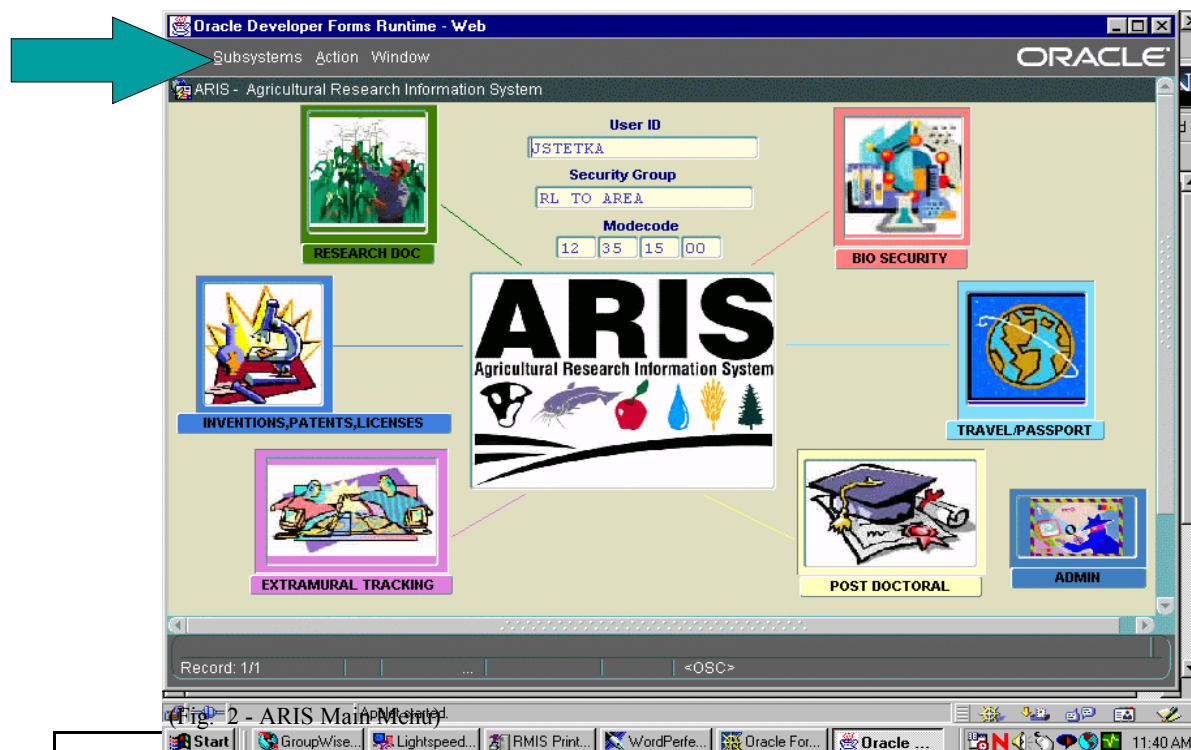 Oracle Developer Forms Runtime - Web
Subsystems Action Window
ORACLE
ARIS - Agricultural Research Information System
User ID
JSTETKA
Security Group
RL TO AREA
Modecode
12 35 15 00
RESEARCH DOC
BIO SECURITY
ARIS
Agricultural Research Information System
INVENTIONS,PATENTS,LICENSES
TRAVEL/PASSPORT
EXTRAMURAL TRACKING
POST DOCTORAL
ADMIN
Record: 1/1 ... <OSC>
(Fig. 2 - ARIS Main Menu)
Applet started.
Start GroupWise... Lightspeed... RMIS Print... WordPerfe... Oracle For... Oracle ... 11:40 AM